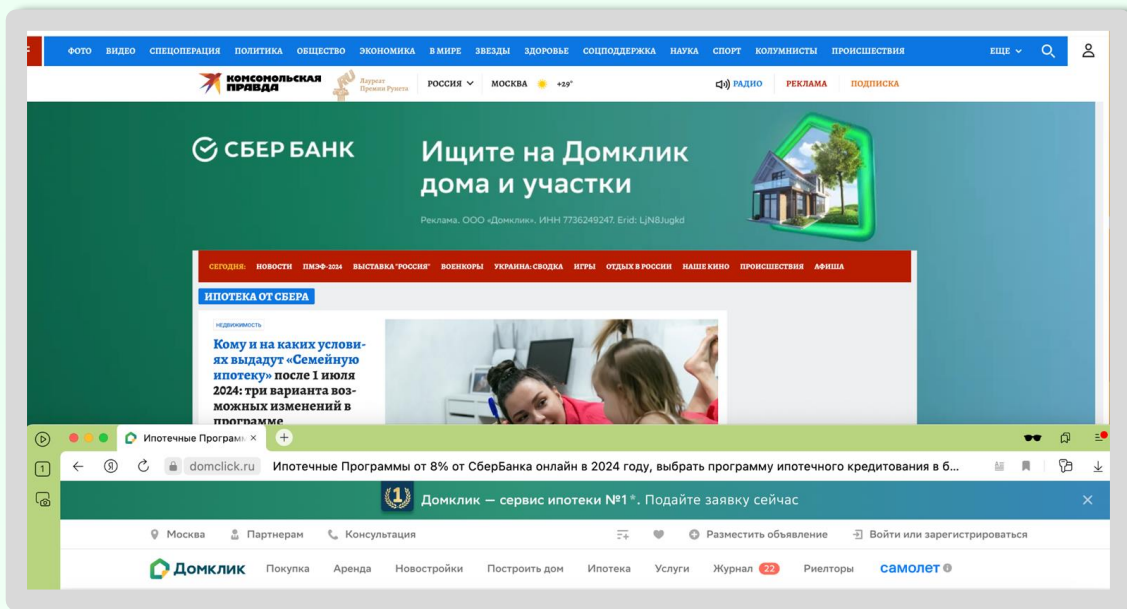 ФОТО ВИДЕО СПЕЦОПЕРАЦИЯ ПОЛИТИКА ОБЩЕСТВО ЭКОНОМИКА В МИРЕ ЗВЕЗДЫ ЗДОРОВЬЕ СОЦПОДДЕРЖКА НАУКА СПОРТ КОЛУМНИСТЫ ПРОИСШЕСТВИЯ ЕЩЕ
КОМСОМОЛЬСКАЯ ПРАВДА
Лауреат
Премии Рунета
РОССИЯ МОСКВА +29° РАДИО РЕКЛАМА ПОДПИСКА
СБЕР БАНК
Ищите на Домклик
дома и участки
Реклама. ООО «Домклик». ИНН 7736249247. Erid: LjN8Jugkd
СЕГОДНЯ: НОВОСТИ ПМЭФ-2024 ВЫСТАВКА "РОССИЯ" ВОЕНКОРЫ УКРАИНА: СВОДКА ИГРЫ ОТДЫХ В РОССИИ НАШЕ КИНО ПРОИСШЕСТВИЯ АФИША
ИПОТЕКА ОТ СБЕРА
НЕДВИЖИМОСТЬ
Кому и на каких услови-
ях выдадут «Семейную
ипотеку» после 1 июля
2024: три варианта воз-
можных изменений в
программе
Ипотечные Програм
1 domclick.ru Ипотечные Программы от 8% от СберБанка онлайн в 2024 году, выбрать программу ипотечного кредитования в б...
1 Домклик — сервис ипотеки №1*. Подайте заявку сейчас
Москва Партнерам Консультация Разместить объявление Войти или зарегистрироваться
Домклик Покупка Аренда Новостройки Построить дом Ипотека Услуги Журнал 22 Риелторы самолет